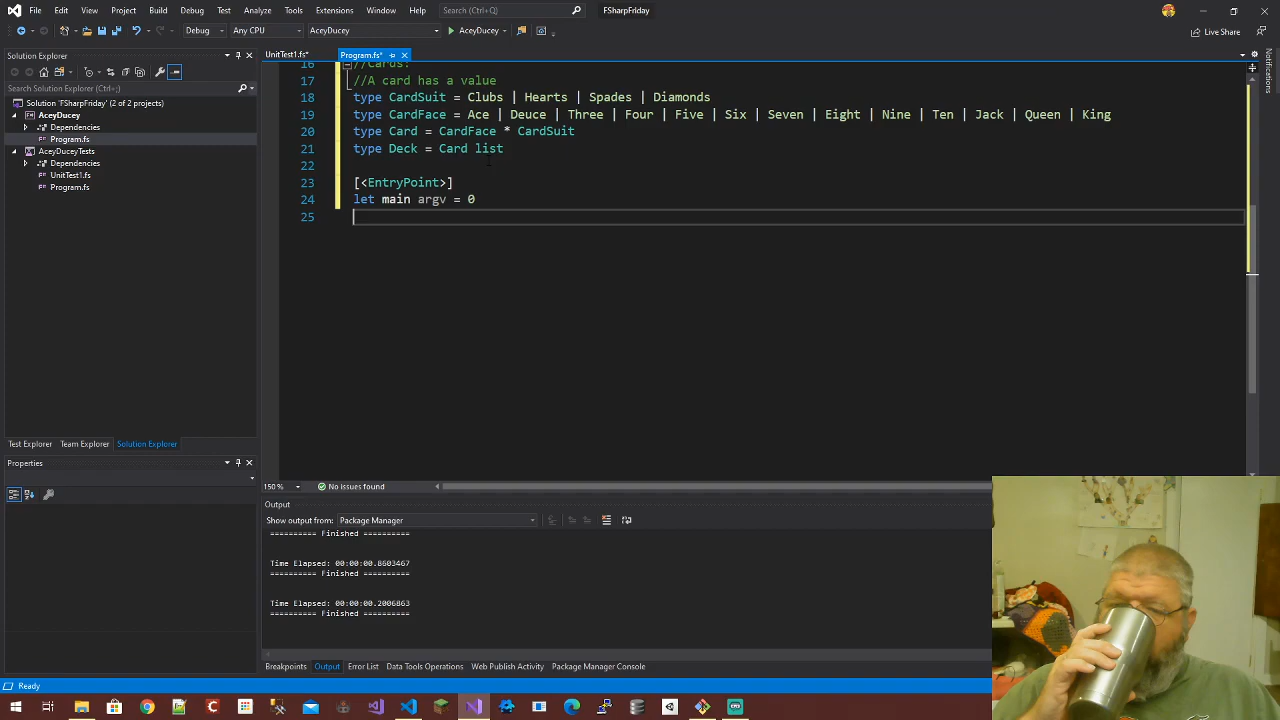 File Edit View Project Build Debug Test Analyze Tools Extensions Window Help Search (Ctrl+Q) FSharpFriday
Debug Any CPU AceyDucey AceyDucey Live Share
Solution Explorer
Search Solution Explorer (Ctrl+;)
Solution 'FSharpFriday' (2 of 2 projects)
AceyDucey
Dependencies
Program.fs
AceyDuceyTests
Dependencies
UnitTest1.fs
Program.fs
Test Explorer Team Explorer Solution Explorer
Properties
UnitTest1.fs* Program.fs*
16 //Cards:
17 //A card has a value
18 type CardSuit = Clubs | Hearts | Spades | Diamonds
19 type CardFace = Ace | Deuce | Three | Four | Five | Six | Seven | Eight | Nine | Ten | Jack | Queen | King
20 type Card = CardFace * CardSuit
21 type Deck = Card list
22
23 [<EntryPoint>]
24 let main argv = 0
25
150 % No issues found
Output
Show output from: Package Manager
========== Finished ==========
Time Elapsed: 00:00:00.8603467
========== Finished ==========
Time Elapsed: 00:00:00.2006863
========== Finished ==========
Breakpoints Output Error List Data Tools Operations Web Publish Activity Package Manager Console
Ready
Notifications